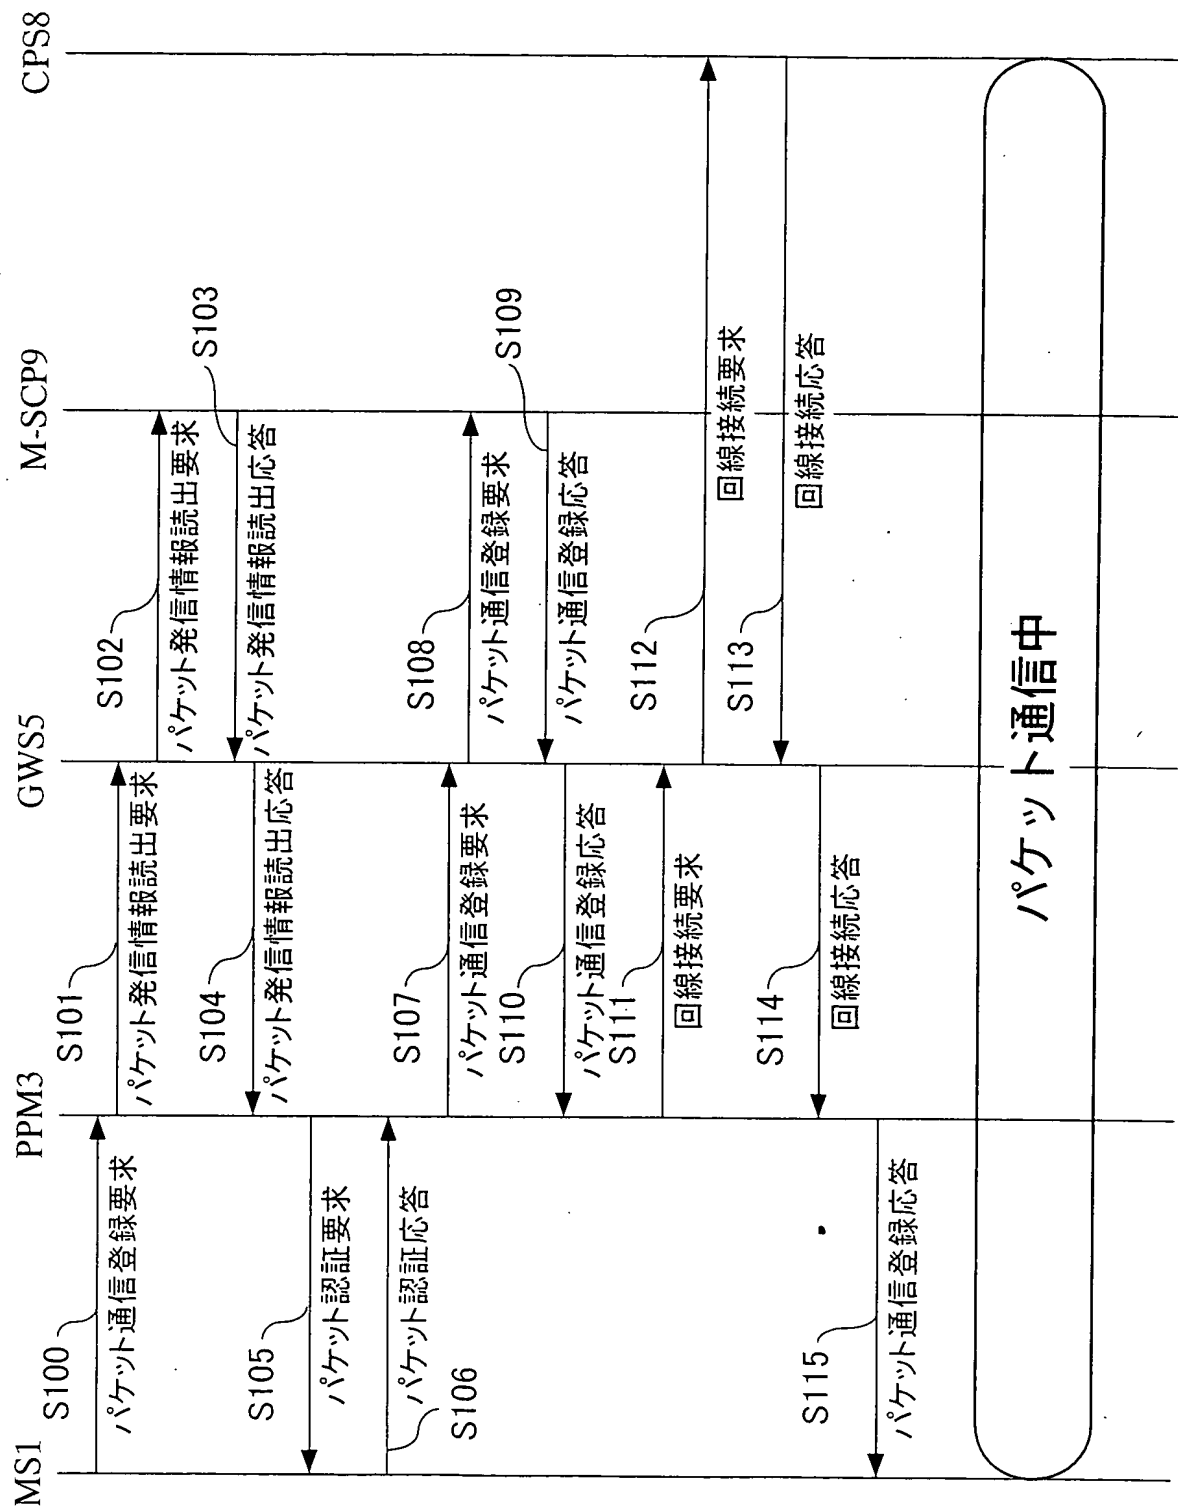 MS1
PPM3
GWS5
M-SCP9
CPS8
S100
パケット通信登録要求
S101
パケット発信情報読出要求
S102
パケット発信情報読出要求
S103
パケット発信情報読出応答
S104
パケット発信情報読出応答
S105
パケット認証要求
パケット認証応答
S106
S107
パケット通信登録要求
S108
パケット通信登録要求
S109
パケット通信登録応答
S110
パケット通信登録応答
S111
回線接続要求
S112
回線接続要求
S113
回線接続応答
S114
回線接続応答
S115
パケット通信登録応答
パケット通信中